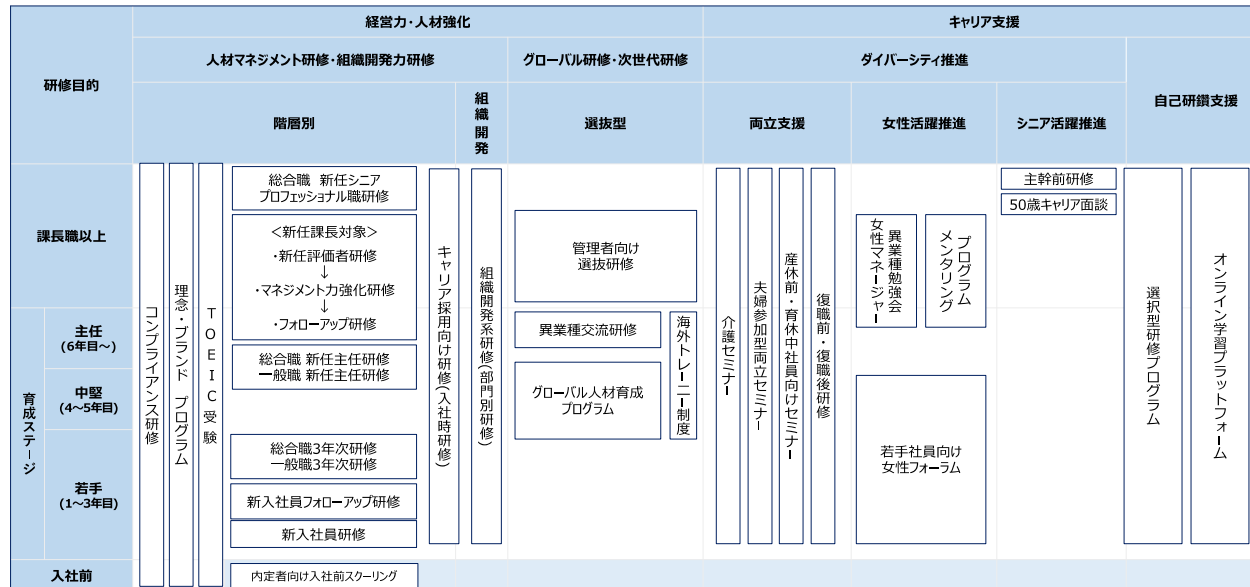 研修目的
経営力・人材強化
キャリア支援
人材マネジメント研修・組織開発力研修
グローバル研修・次世代研修
ダイバーシティ推進
自己研鑽支援
階層別
組織開発
選抜型
両立支援
女性活躍推進
シニア活躍推進
課長職以上
育成ステージ
主任
(6年目～)
中堅
(4～5年目)
若手
(1～3年目)
入社前
コンプライアンス研修
理念・ブランド プログラム
TOEIC受験
総合職 新任シニア
プロフェッショナル職研修
＜新任課長対象＞
・新任評価者研修
↓
・マネジメント力強化研修
↓
・フォローアップ研修
総合職 新任主任研修
一般職 新任主任研修
総合職3年次研修
一般職3年次研修
新入社員フォローアップ研修
新入社員研修
内定者向け入社前スクーリング
キャリア採用向け研修(入社時研修)
組織開発系研修(部門別研修)
管理者向け
選抜研修
異業種交流研修
グローバル人材育成
プログラム
海外トレーニー制度
介護セミナー
夫婦参加型両立セミナー
産休前・育休中社員向けセミナー
復職前・復職後研修
女性マネージャー
異業種勉強会
メンタリング
プログラム
若手社員向け
女性フォーラム
主幹前研修
50歳キャリア面談
選択型研修プログラム
オンライン学習プラットフォーム